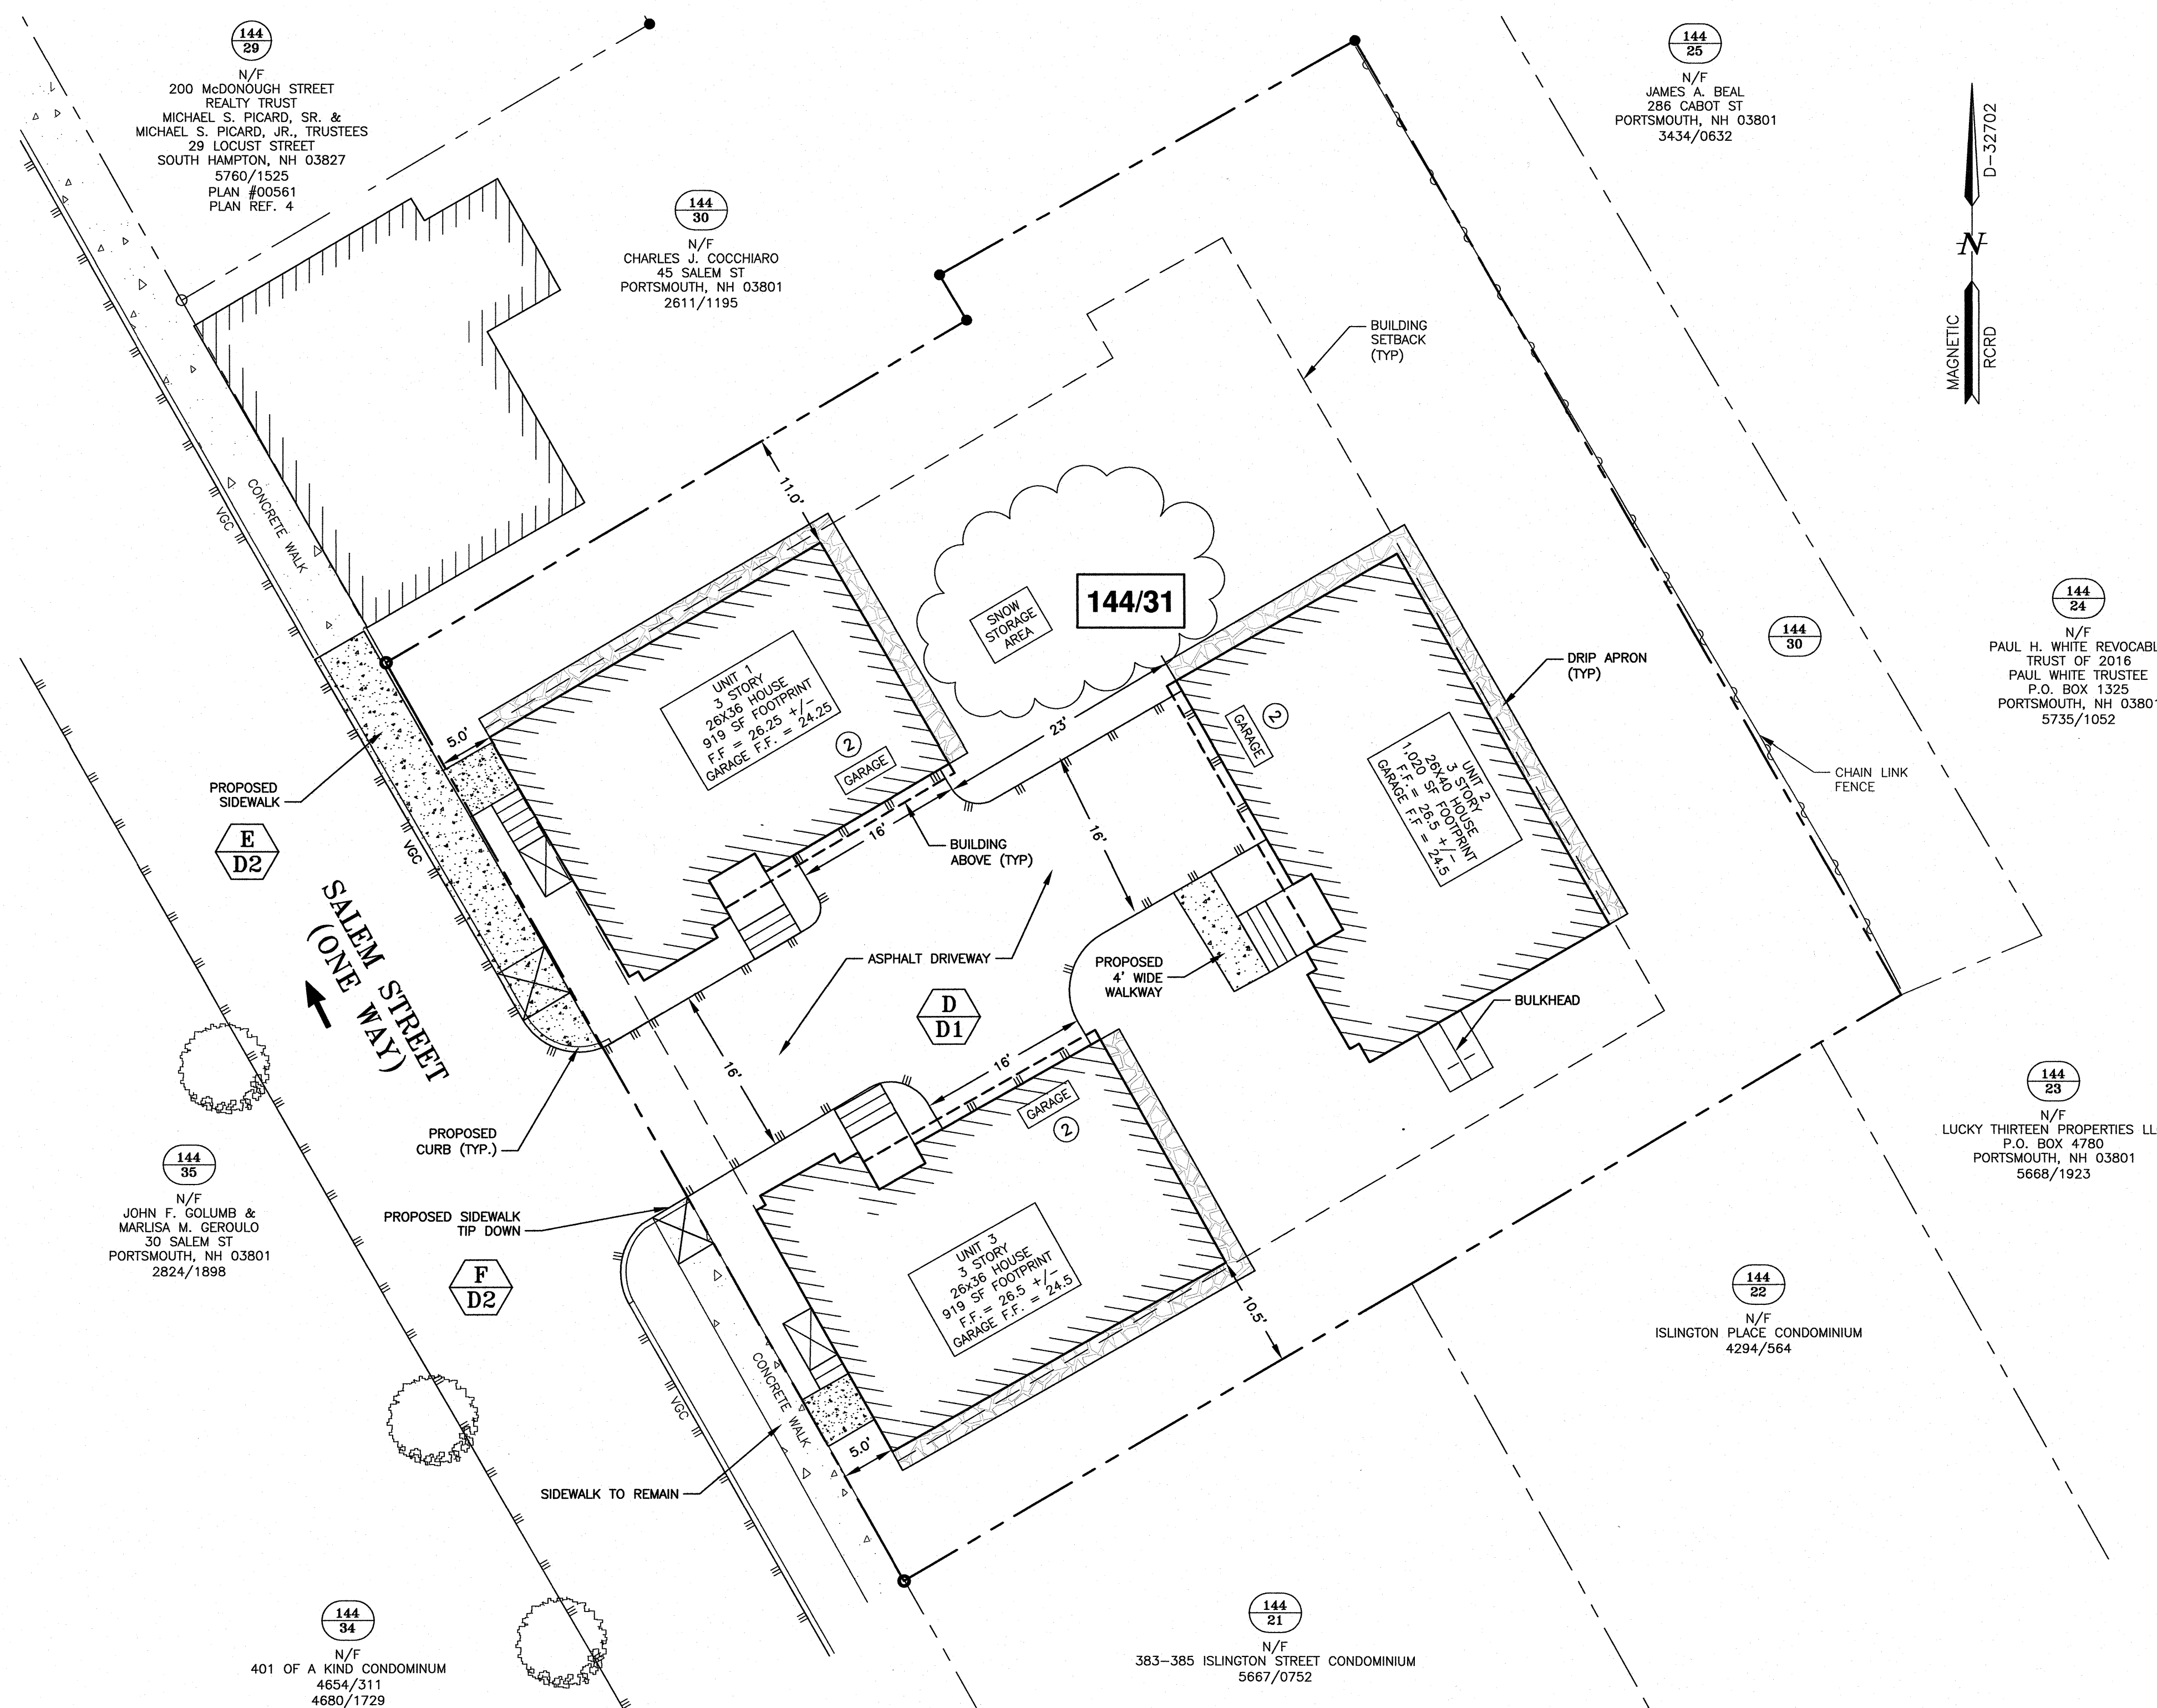 144
29
N/F
200 McDONOUGH STREET
REALTY TRUST
MICHAEL S. PICARD, SR. &
MICHAEL S. PICARD, JR., TRUSTEES
29 LOCUST STREET
SOUTH HAMPTON, NH 03827
5760/1525
PLAN #00561
PLAN REF. 4
144
30
N/F
CHARLES J. COCCHIARO
45 SALEM ST
PORTSMOUTH, NH 03801
2611/1195
144
25
N/F
JAMES A. BEAL
286 CABOT ST
PORTSMOUTH, NH 03801
3434/0632
D-32702
N
MAGNETIC
RCRD
BUILDING
SETBACK
(TYP)
CONCRETE WALK
VGC
11.0'
SNOW
STORAGE
AREA
144/31
144
24
N/F
PAUL H. WHITE REVOCABL
TRUST OF 2016
PAUL WHITE TRUSTEE
P.O. BOX 1325
PORTSMOUTH, NH 03801
5735/1052
144
30
DRIP APRON
(TYP)
UNIT 1
3 STORY
26X36 HOUSE
919 SF FOOTPRINT
F.F = 26.25 +/-
GARAGE F.F. = 24.25
2
GARAGE
5.0'
23'
2
GARAGE
UNIT 2
3 STORY
26X40 HOUSE
1,020 SF FOOTPRINT
F.F. = 26.5 +/-
GARAGE F.F = 24.5
CHAIN LINK
FENCE
PROPOSED
SIDEWALK
E
D2
VGC
16'
BUILDING
ABOVE (TYP)
16'
SALEM STREET
(ONE WAY)
ASPHALT DRIVEWAY
PROPOSED
4' WIDE
WALKWAY
D
D1
BULKHEAD
16'
16'
GARAGE
2
PROPOSED
CURB (TYP.)
144
23
N/F
LUCKY THIRTEEN PROPERTIES LL
P.O. BOX 4780
PORTSMOUTH, NH 03801
5668/1923
144
35
N/F
JOHN F. GOLUMB &
MARLISA M. GEROULO
30 SALEM ST
PORTSMOUTH, NH 03801
2824/1898
PROPOSED SIDEWALK
TIP DOWN
F
D2
UNIT 3
3 STORY
26x36 HOUSE
919 SF FOOTPRINT
F.F. = 26.5 +/-
GARAGE F.F. = 24.5
10.5'
144
22
N/F
ISLINGTON PLACE CONDOMINIUM
4294/564
VGC
CONCRETE WALK
5.0'
SIDEWALK TO REMAIN
144
34
N/F
401 OF A KIND CONDOMINUM
4654/311
4680/1729
144
21
N/F
383-385 ISLINGTON STREET CONDOMINIUM
5667/0752